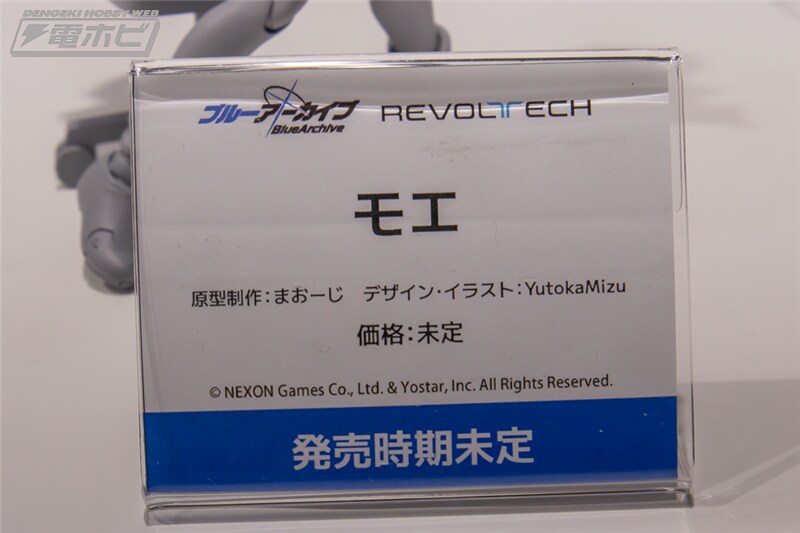 DENGEKI HOBBY WEB
電ホビ
ブルーアーカイブ
BlueArchive
REVOLTECH
モエ
原型制作：まおーじ　デザイン・イラスト：YutokaMizu
価格：未定
© NEXON Games Co., Ltd. & Yostar, Inc. All Rights Reserved.
発売時期未定